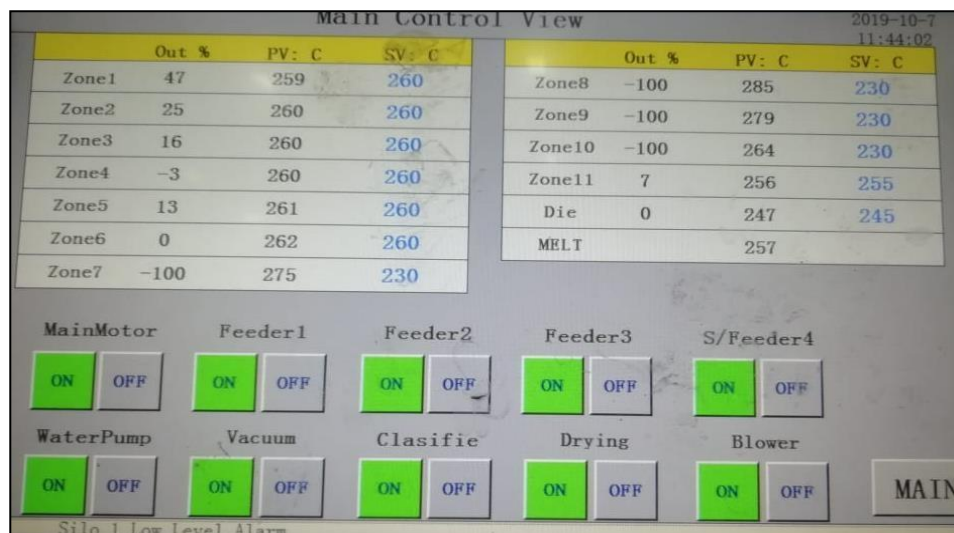 Main Control View
2019-10-7
11:44:02
Out % PV: C SV: C
Zone1 47 259 260
Zone2 25 260 260
Zone3 16 260 260
Zone4 -3 260 260
Zone5 13 261 260
Zone6 0 262 260
Zone7 -100 275 230
Out % PV: C SV: C
Zone8 -100 285 230
Zone9 -100 279 230
Zone10 -100 264 230
Zone11 7 256 255
Die 0 247 245
MELT 257
MainMotor Feeder1 Feeder2 Feeder3 S/Feeder4
ON OFF ON OFF ON OFF ON OFF ON OFF
WaterPump Vacuum Clasifie Drying Blower
ON OFF ON OFF ON OFF ON OFF ON OFF MAIN
Silo 1 Low Level Alarm